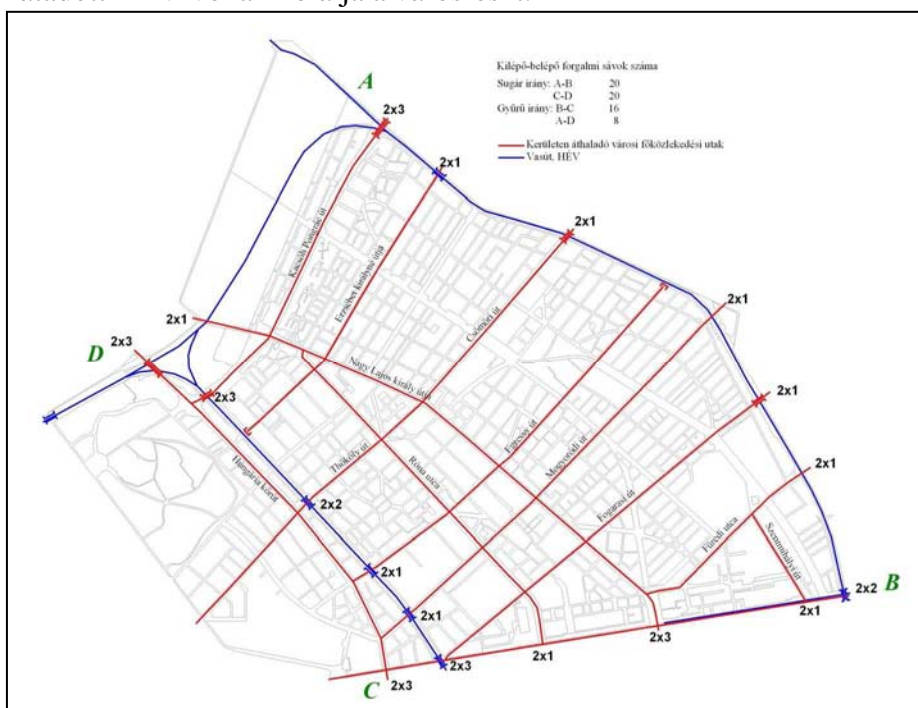 A
2x3
2x1
2x1
2x1
2x1
2x1
D
2x3
2x1
2x3
2x2
2x1
2x1
2x3
C
2x3
2x1
2x3
2x1
2x2
B
Kilépő-belépő forgalmi sávok száma
Sugár irány: A-B 20
C-D 20
Gyűrű irány: B-C 16
A-D 8
Kerületen áthaladó városi főközlekedési utak
Vasút, HÉV
Kacsóh Pongrác út
Erzsébet királyné útja
Csömöri út
Nagy Lajos király útja
Thököly út
Róna utca
Egressy út
Mogyoródi út
Fogarasi út
Hungária körút
Füredi utca
Szentmihályi út